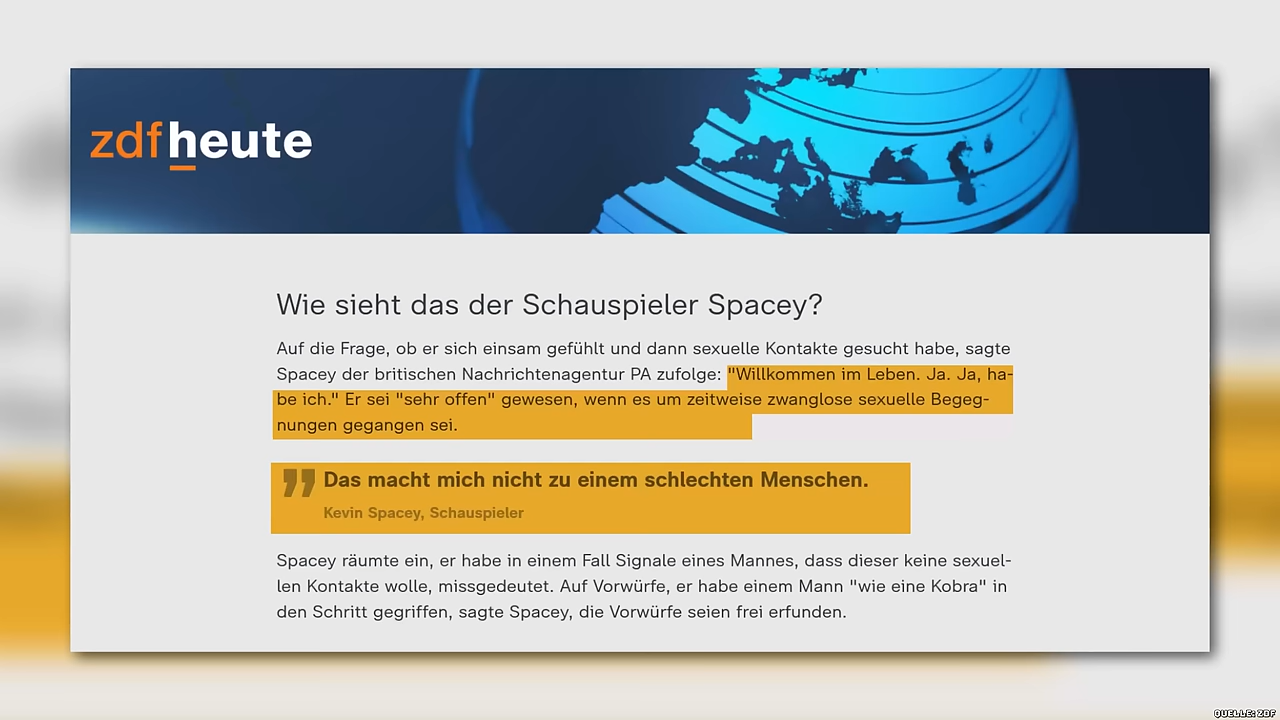 zdfheute
Wie sieht das der Schauspieler Spacey?
Auf die Frage, ob er sich einsam gefühlt und dann sexuelle Kontakte gesucht habe, sagte
Spacey der britischen Nachrichtenagentur PA zufolge: "Willkommen im Leben. Ja. Ja, ha-
be ich." Er sei "sehr offen" gewesen, wenn es um zeitweise zwanglose sexuelle Begeg-
nungen gegangen sei.
" Das macht mich nicht zu einem schlechten Menschen.
Kevin Spacey, Schauspieler
Spacey räumte ein, er habe in einem Fall Signale eines Mannes, dass dieser keine sexuel-
len Kontakte wolle, missgedeutet. Auf Vorwürfe, er habe einem Mann "wie eine Kobra" in
den Schritt gegriffen, sagte Spacey, die Vorwürfe seien frei erfunden.
QUELLE: ZDF